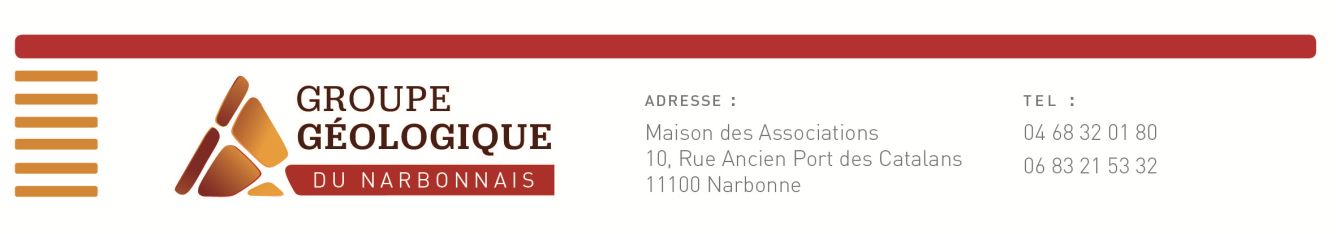 GROUPE
GÉOLOGIQUE
DU NARBONNAIS
ADRESSE :
Maison des Associations
10, Rue Ancien Port des Catalans
11100 Narbonne
TEL :
04 68 32 01 80
06 83 21 53 32